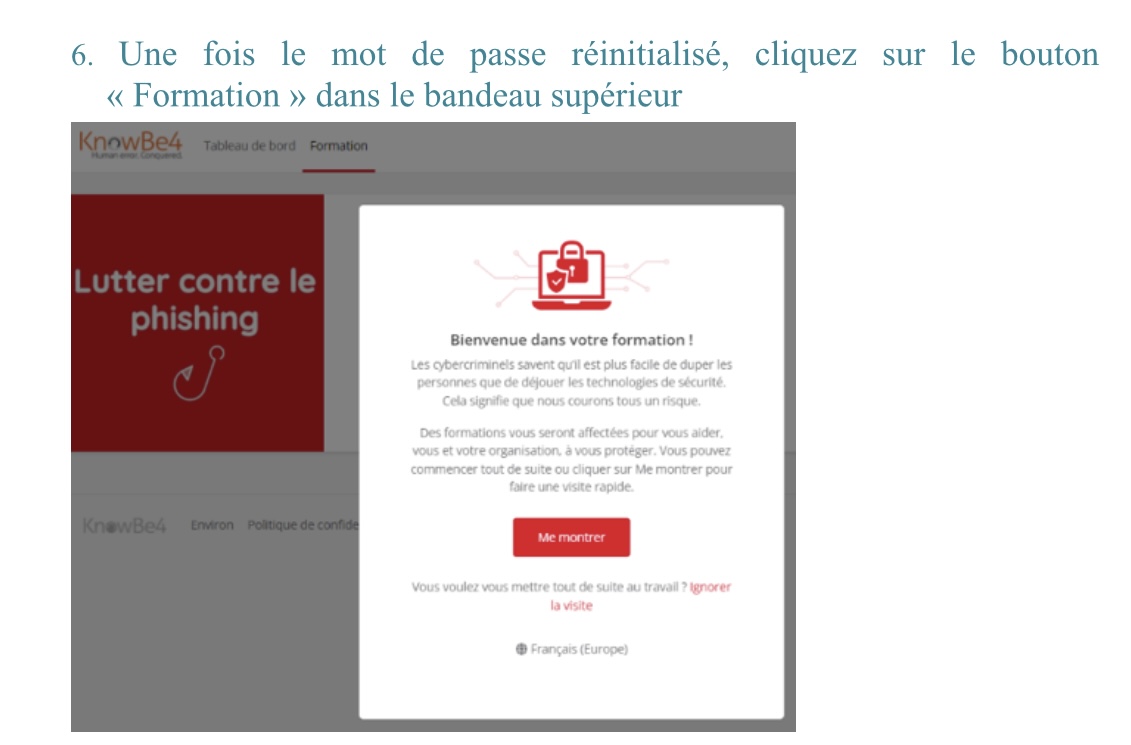 6. Une fois le mot de passe réinitialisé, cliquez sur le bouton
« Formation » dans le bandeau supérieur
KnowBe4
Human error. Conquered.
Tableau de bord Formation
Lutter contre le
phishing
Bienvenue dans votre formation !
Les cybercriminels savent qu'il est plus facile de duper les
personnes que de déjouer les technologies de sécurité.
Cela signifie que nous courons tous un risque.
Des formations vous seront affectées pour vous aider,
vous et votre organisation, à vous protéger. Vous pouvez
commencer tout de suite ou cliquer sur Me montrer pour
faire une visite rapide.
Me montrer
Vous voulez vous mettre tout de suite au travail ? Ignorer
la visite
Français (Europe)
KnowBe4 Environ Politique de confide